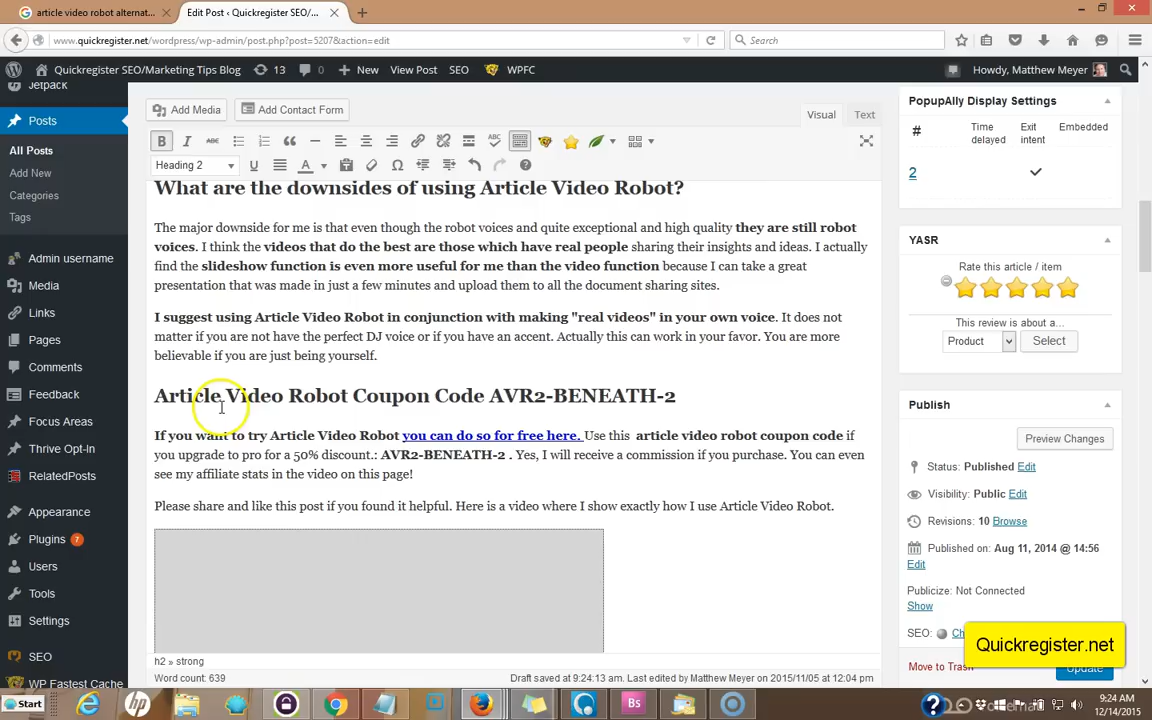 article video robot alternat...
Edit Post ‹ Quickregister SEO/...
www.quickregister.net/wordpress/wp-admin/post.php?post=5207&action=edit
Search
Quickregister SEO/Marketing Tips Blog
13
0
New
View Post
SEO
WPFC
Howdy, Matthew Meyer
Jetpack
Posts
All Posts
Add New
Categories
Tags
Admin username
Media
Links
Pages
Comments
Feedback
Focus Areas
Thrive Opt-in
RelatedPosts
Appearance
Plugins 7
Users
Tools
Settings
SEO
WP Fastest Cache
Add Media
Add Contact Form
Visual
Text
B I ABC
ABC
Heading 2
U
A
What are the downsides of using Article Video Robot?
The major downside for me is that even though the robot voices and quite exceptional and high quality they are still robot
voices. I think the videos that do the best are those which have real people sharing their insights and ideas. I actually
find the slideshow function is even more useful for me than the video function because I can take a great
presentation that was made in just a few minutes and upload them to all the document sharing sites.
I suggest using Article Video Robot in conjunction with making "real videos" in your own voice. It does not
matter if you are not have the perfect DJ voice or if you have an accent. Actually this can work in your favor. You are more
believable if you are just being yourself.
Article Video Robot Coupon Code AVR2-BENEATH-2
If you want to try Article Video Robot you can do so for free here. Use this article video robot coupon code if
you upgrade to pro for a 50% discount.: AVR2-BENEATH-2 . Yes, I will receive a commission if you purchase. You can even
see my affiliate stats in the video on this page!
Please share and like this post if you found it helpful. Here is a video where I show exactly how I use Article Video Robot.
h2 » strong
Word count: 639
Draft saved at 9:24:13 am. Last edited by Matthew Meyer on 2015/11/05 at 12:04 pm
PopupAlly Display Settings
#
Time delayed
Exit intent
Embedded
2
YASR
Rate this article / item
This review is about a...
Product
Select
Publish
Preview Changes
Status: Published Edit
Visibility: Public Edit
Revisions: 10 Browse
Published on: Aug 11, 2014 @ 14:56
Edit
Publicize: Not Connected
Show
SEO:
Move to Trash
Update
Quickregister.net
Start
hp
Bs
9:24 AM
12/14/2015